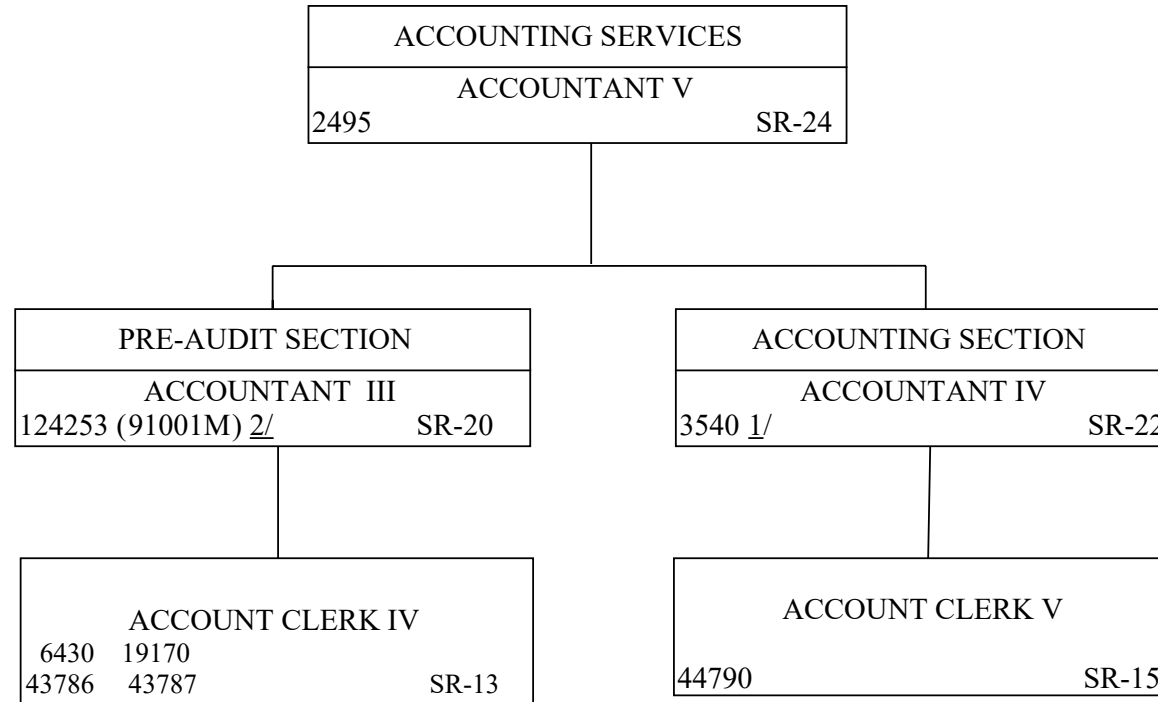 ACCOUNTING SERVICES
ACCOUNTANT V
2495 SR-24
PRE-AUDIT SECTION
ACCOUNTANT III
124253 (91001M) 2/ SR-20
ACCOUNTING SECTION
ACCOUNTANT IV
3540 1/ SR-22
ACCOUNT CLERK IV
6430 19170
43786 43787 SR-13
ACCOUNT CLERK V
44790 SR-15